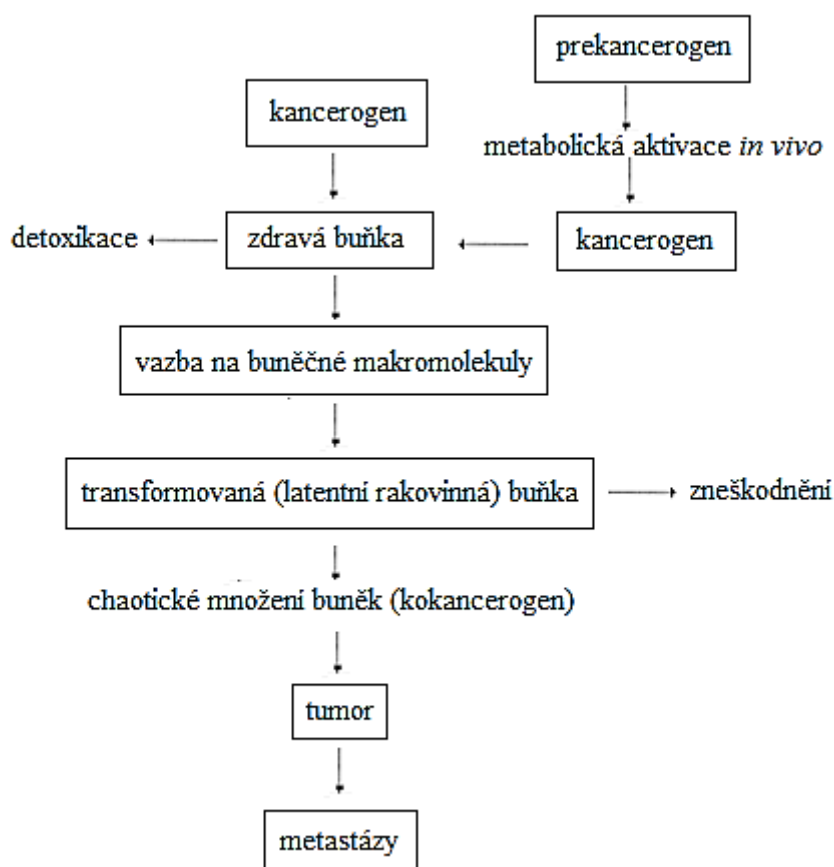 prekancerogen
kancerogen
metabolická aktivace in vivo
detoxikace
zdravá buňka
kancerogen
vazba na buněčné makromolekuly
transformovaná (latentní rakovinná) buňka
zneškodnění
chaotické množení buněk (kokancerogen)
tumor
metastázy